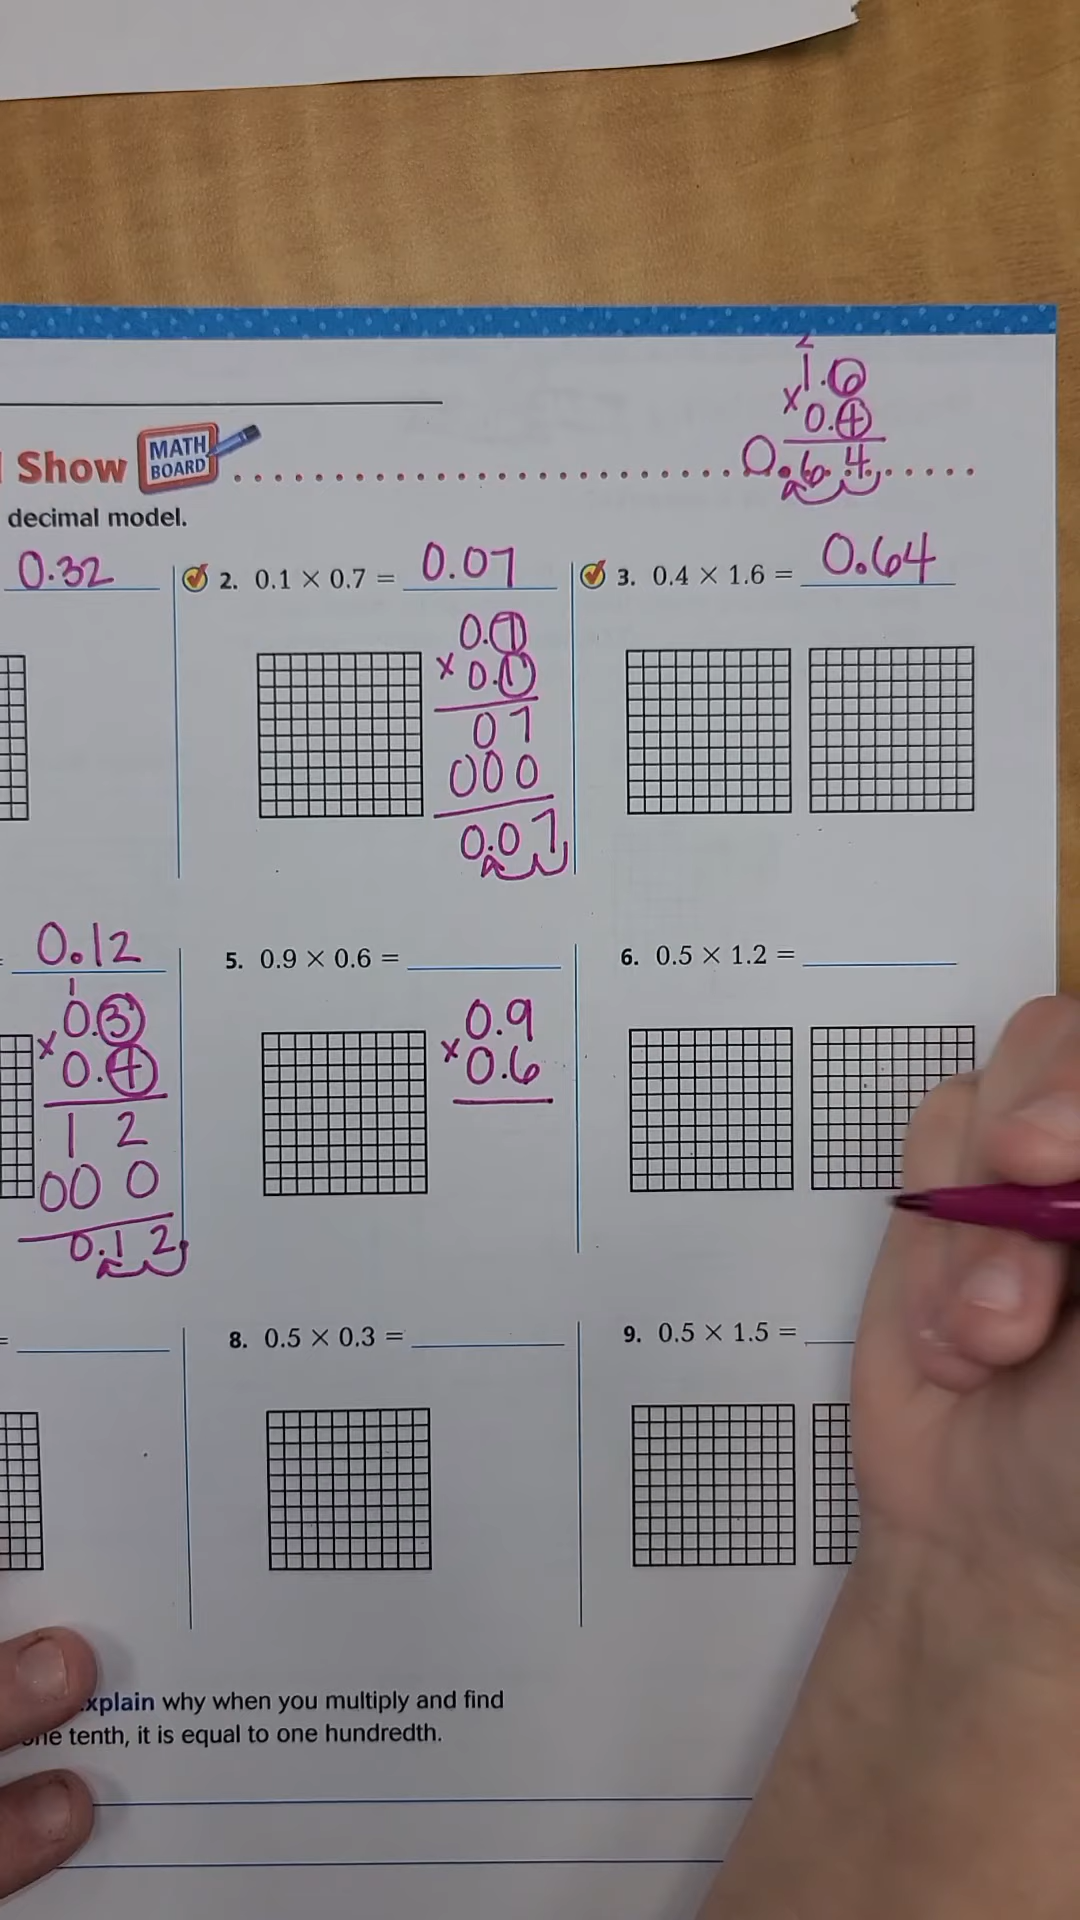 2
1.6
× 0.4
0.64
Show MATH BOARD
decimal model.
0.32
2. 0.1 × 0.7 = 0.07
3. 0.4 × 1.6 = 0.64
0.7
× 0.1
07
000
0.07
= 0.12
5. 0.9 × 0.6 =
6. 0.5 × 1.2 =
1
0.3
× 0.4
12
000
0.12
0.9
× 0.6
=
8. 0.5 × 0.3 =
9. 0.5 × 1.5 =
xplain why when you multiply and find
one tenth, it is equal to one hundredth.